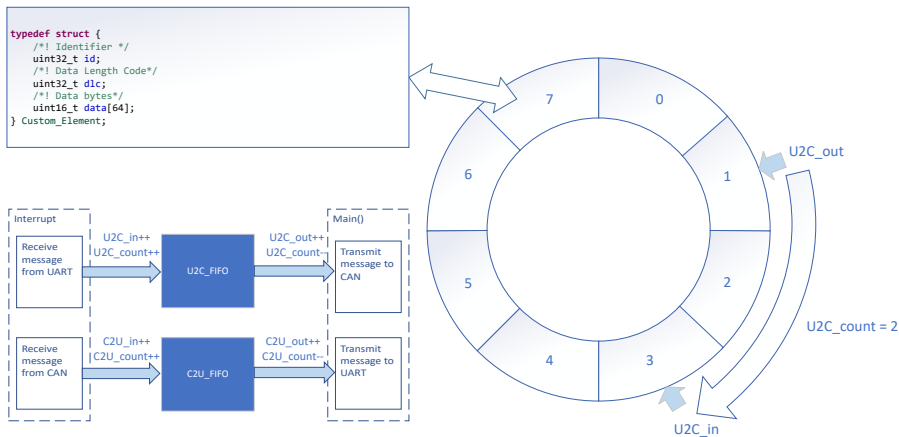 typedef struct {
/*! Identifier */
uint32_t id;
/*! Data Length Code*/
uint32_t dlc;
/*! Data bytes*/
uint16_t data[64];
} Custom_Element;
7
0
6
1
5
2
4
3
U2C_out
U2C_count = 2
U2C_in
Interrupt
Main()
Receive
message
from UART
U2C_in++
U2C_count++
U2C_FIFO
U2C_out++
U2C_count--
Transmit
message to
CAN
Receive
message
from CAN
C2U_in++
C2U_count++
C2U_FIFO
C2U_out++
C2U_count--
Transmit
message to
UART